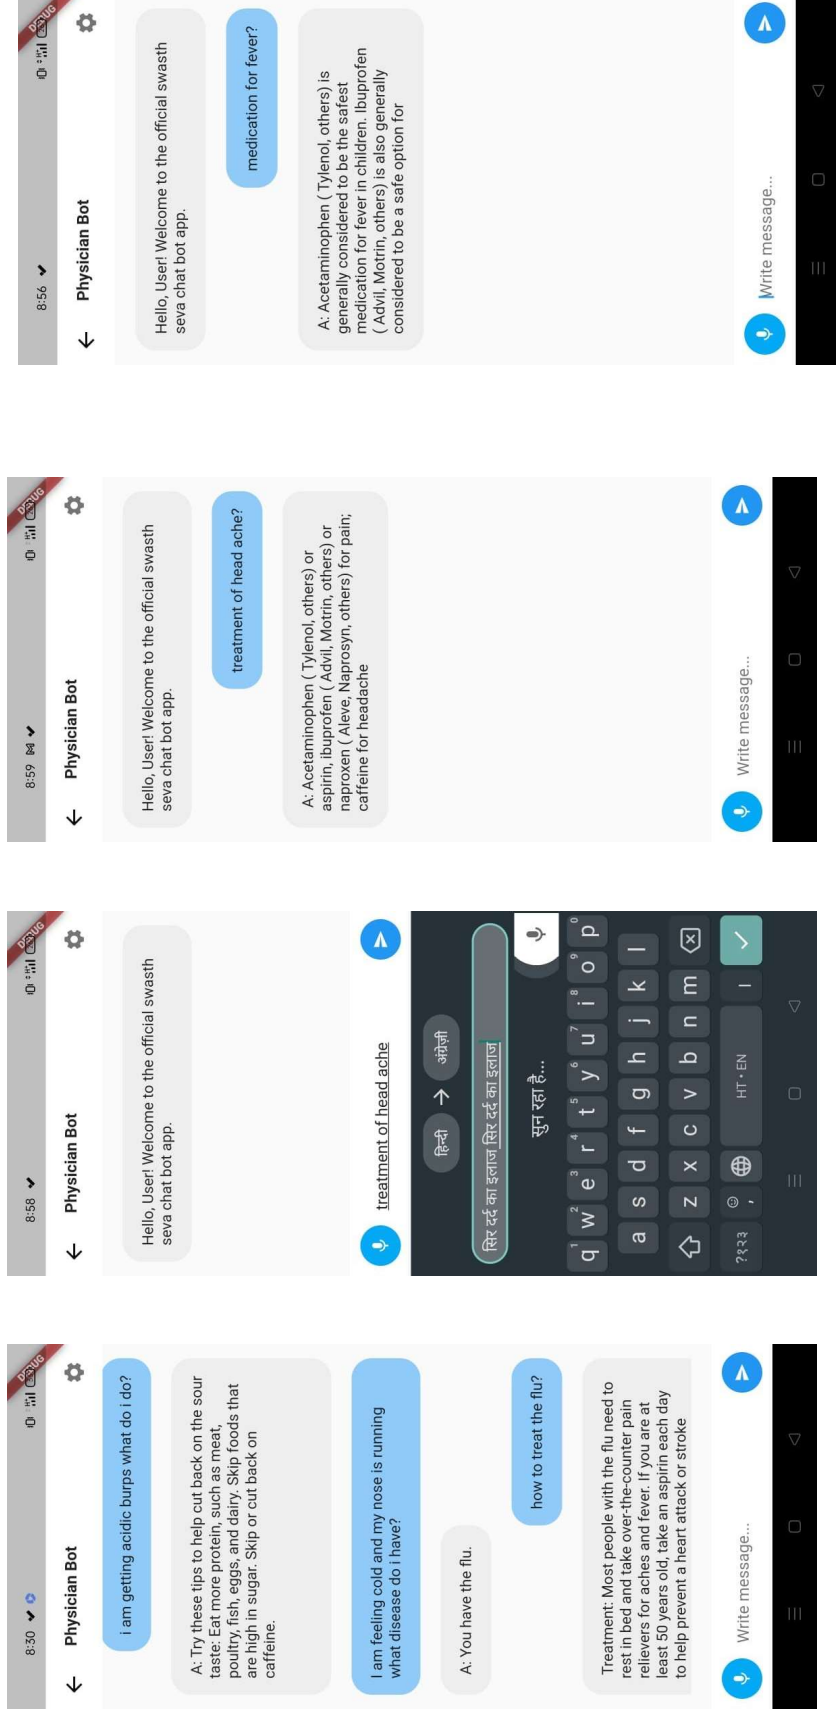 8:30
DEBUG
Physician Bot
i am getting acidic burps what do i do?
A: Try these tips to help cut back on the sour
taste: Eat more protein, such as meat,
poultry, fish, eggs, and dairy. Skip foods that
are high in sugar. Skip or cut back on
caffeine.
I am feeling cold and my nose is running
what disease do i have?
A: You have the flu.
how to treat the flu?
Treatment: Most people with the flu need to
rest in bed and take over-the-counter pain
relievers for aches and fever. If you are at
least 50 years old, take an aspirin each day
to help prevent a heart attack or stroke
Write message...
8:58
DEBUG
Physician Bot
Hello, User! Welcome to the official swasth
seva chat bot app.
treatment of head ache
हिन्दी → अंग्रेज़ी
सिर दर्द का इलाज सिर दर्द का इलाज
सुन रहा है...
q 1 w 2 e 3 r 4 t 5 y 6 u 7 i 8 o 9 p 0
a s d f g h j k l
z x c v b n m
?१२३ , HI • EN ।
8:59
DEBUG
Physician Bot
Hello, User! Welcome to the official swasth
seva chat bot app.
treatment of head ache?
A: Acetaminophen ( Tylenol, others) or
aspirin, ibuprofen ( Advil, Motrin, others) or
naproxen ( Aleve, Naprosyn, others) for pain;
caffeine for headache
Write message...
8:56
DEBUG
Physician Bot
Hello, User! Welcome to the official swasth
seva chat bot app.
medication for fever?
A: Acetaminophen ( Tylenol, others) is
generally considered to be the safest
medication for fever in children. Ibuprofen
( Advil, Motrin, others) is also generally
considered to be a safe option for
Write message...